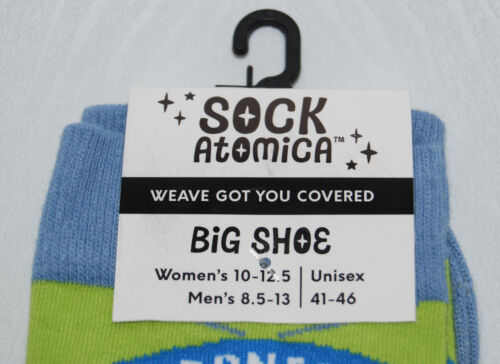 SOCK
ATOMICA™
WEAVE GOT YOU COVERED
BIG SHOE
Women's 10-12.5 | Unisex
Men's 8.5-13 | 41-46